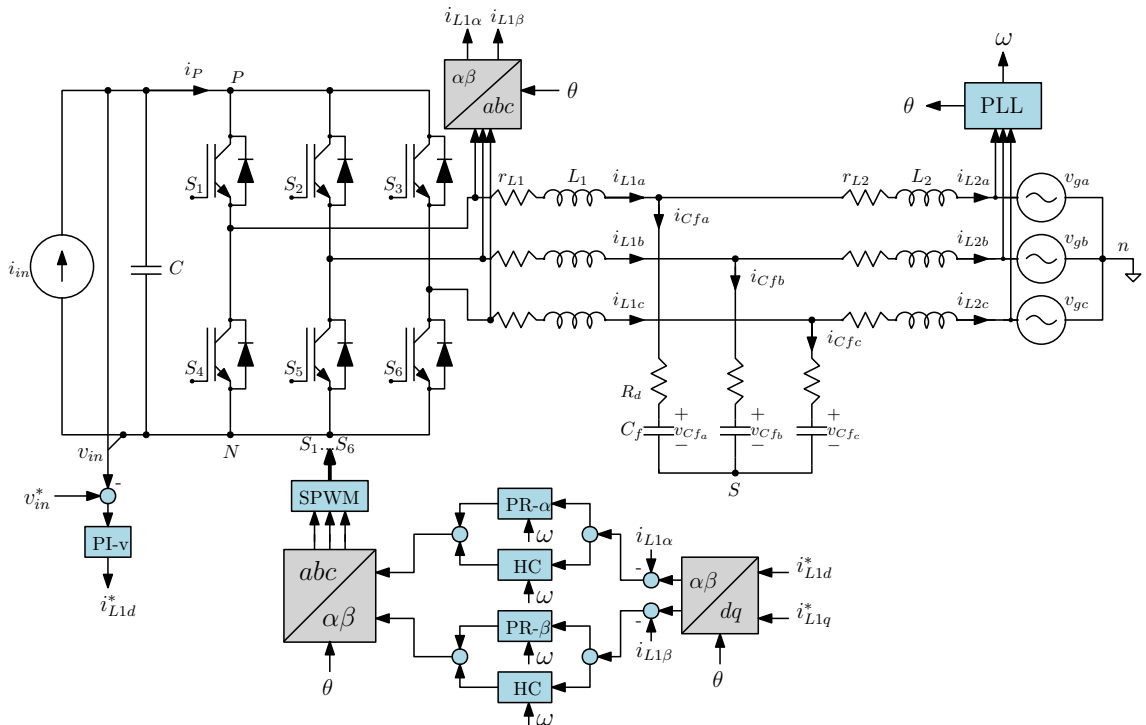 i_{L1α} i_{L1β}
αβ
abc
θ
ω
θ
PLL
i_P
P
S_1
S_2
S_3
r_{L1}
L_1
i_{L1a}
i_{Cfa}
r_{L2}
L_2
i_{L2a}
v_{ga}
i_{in}
C
i_{L1b}
i_{Cfb}
i_{L2b}
v_{gb}
n
i_{L1c}
i_{Cfc}
i_{L2c}
v_{gc}
S_4
S_5
S_6
R_d
C_f
+
v_{Cf_a}
−
+
v_{Cf_b}
−
+
v_{Cf_c}
−
S
v_{in}
N
S_1...S_6
-
v_{in}^*
PI-v
i_{L1d}^*
SPWM
abc
αβ
θ
PR-α
ω
HC
ω
PR-β
ω
HC
ω
i_{L1α}
-
-
i_{L1β}
αβ
dq
i_{L1d}^*
i_{L1q}^*
θ